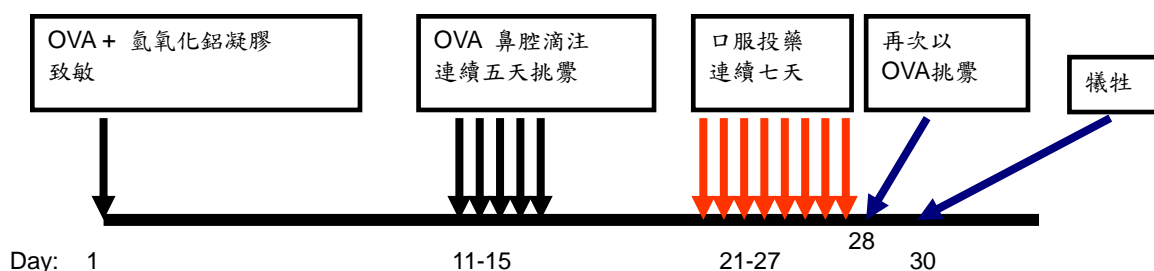 OVA + 氫氧化鋁凝膠
致敏
OVA 鼻腔滴注
連續五天挑釁
口服投藥
連續七天
再次以
OVA挑釁
犠牲
Day:
1
11-15
21-27
28
30